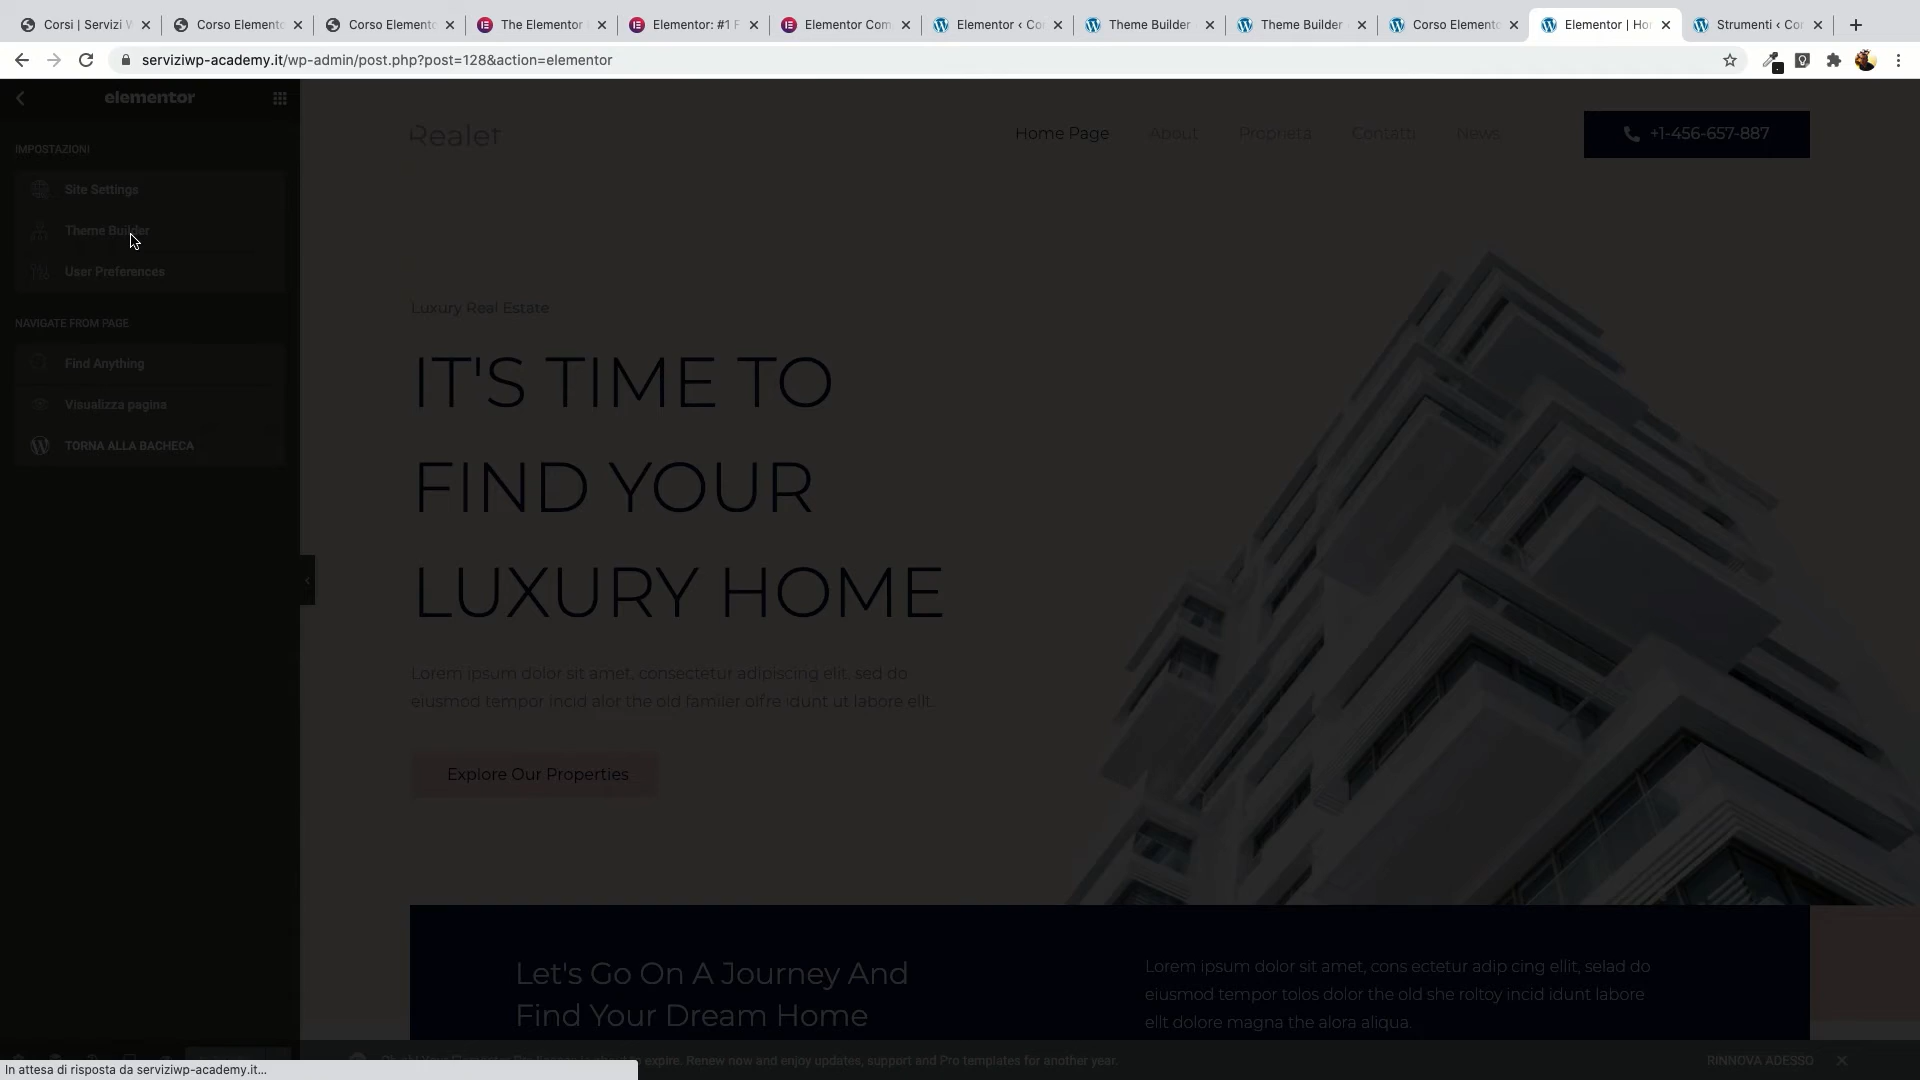 Corsi | Servizi W
Corso Elemento
Corso Elemento
The Elementor
Elementor: #1 F
Elementor Com
Elementor ‹ Co
Theme Builder
Theme Builder
Corso Elemento
Elementor | Ho
Strumenti ‹ Co
serviziwp-academy.it/wp-admin/post.php?post=128&action=elementor
elementor
IMPOSTAZIONI
Site Settings
Theme Builder
User Preferences
NAVIGATE FROM PAGE
Find Anything
Visualizza pagina
TORNA ALLA BACHECA
Realet
Home Page
About
Proprietà
Contatti
News
+1-456-657-887
Luxury Real Estate
IT'S TIME TO
FIND YOUR
LUXURY HOME
Lorem ipsum dolor sit amet, consectetur adipiscing elit, sed do
eiusmod tempor incid alor the old familer olfre idunt ut labore ellt.
Explore Our Properties
Let's Go On A Journey And
Find Your Dream Home
Lorem ipsum dolor sit amet, cons ectetur adip cing ellit, selad do
eiusmod tempor tolos dolor the old she roltoy incid idunt labore
ellt dolore magna the alora aliqua.
expire. Renew now and enjoy updates, support and Pro templates for another year.
RINNOVA ADESSO
In attesa di risposta da serviziwp-academy.it...